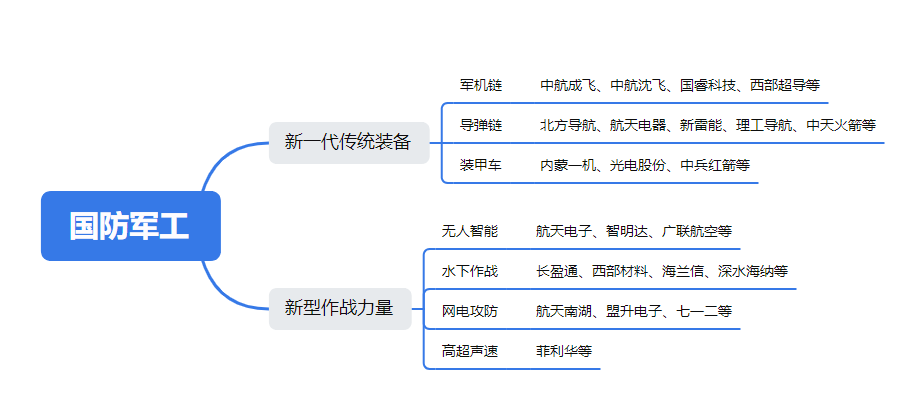 国防军工
新一代传统装备
军机链 中航成飞、中航沈飞、国睿科技、西部超导等
导弹链 北方导航、航天电器、新雷能、理工导航、中天火箭等
装甲车 内蒙一机、光电股份、中兵红箭等
新型作战力量
无人智能 航天电子、智明达、广联航空等
水下作战 长盈通、西部材料、海兰信、深水海纳等
网电攻防 航天南湖、盟升电子、七一二等
高超声速 菲利华等